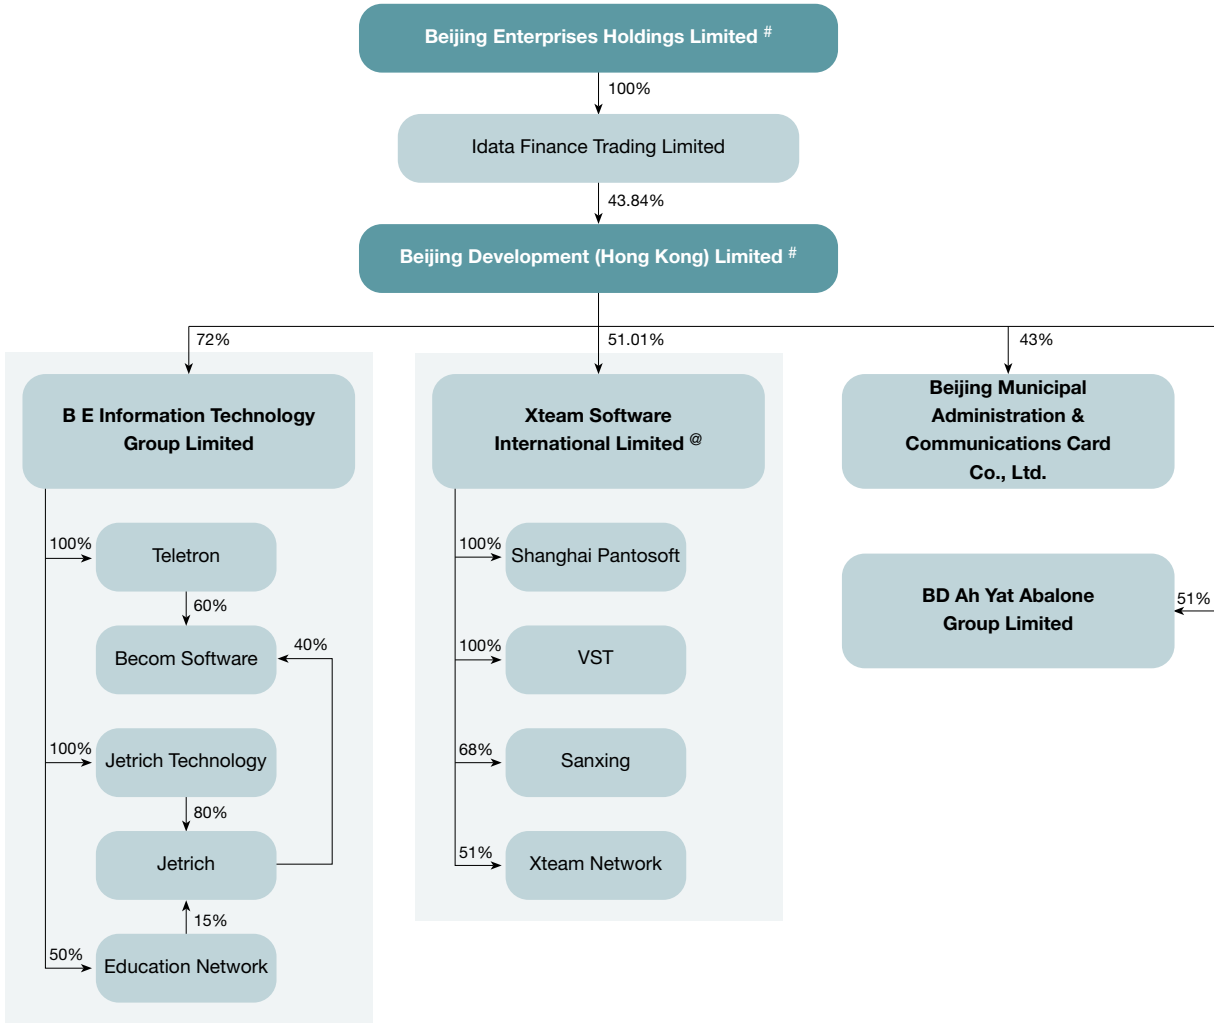 Beijing Enterprises Holdings Limited #
100%
Idata Finance Trading Limited
43.84%
Beijing Development (Hong Kong) Limited #
72%
51.01%
43%
B E Information Technology
Group Limited
100%
Teletron
60%
Becom Software
40%
100%
Jetrich Technology
80%
Jetrich
15%
50%
Education Network
Xteam Software
International Limited @
100%
Shanghai Pantosoft
100%
VST
68%
Sanxing
51%
Xteam Network
Beijing Municipal
Administration &
Communications Card
Co., Ltd.
BD Ah Yat Abalone
Group Limited
51%